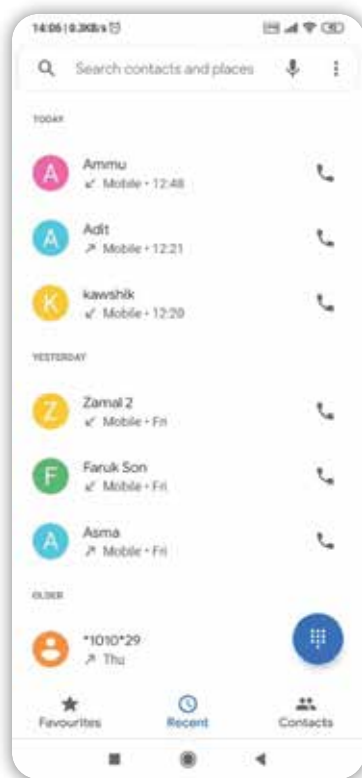 14:05 | 0.3KB/s
Search contacts and places
TODAY
A
Ammu
↙ Mobile • 12:48
A
Adit
↗ Mobile • 12:21
K
kawshik
↙ Mobile • 12:20
YESTERDAY
Z
Zamal 2
↙ Mobile • Fri
F
Faruk Son
↙ Mobile • Fri
A
Asma
↗ Mobile • Fri
OLDER
*1010*29
↗ Thu
Favourites
Recent
Contacts